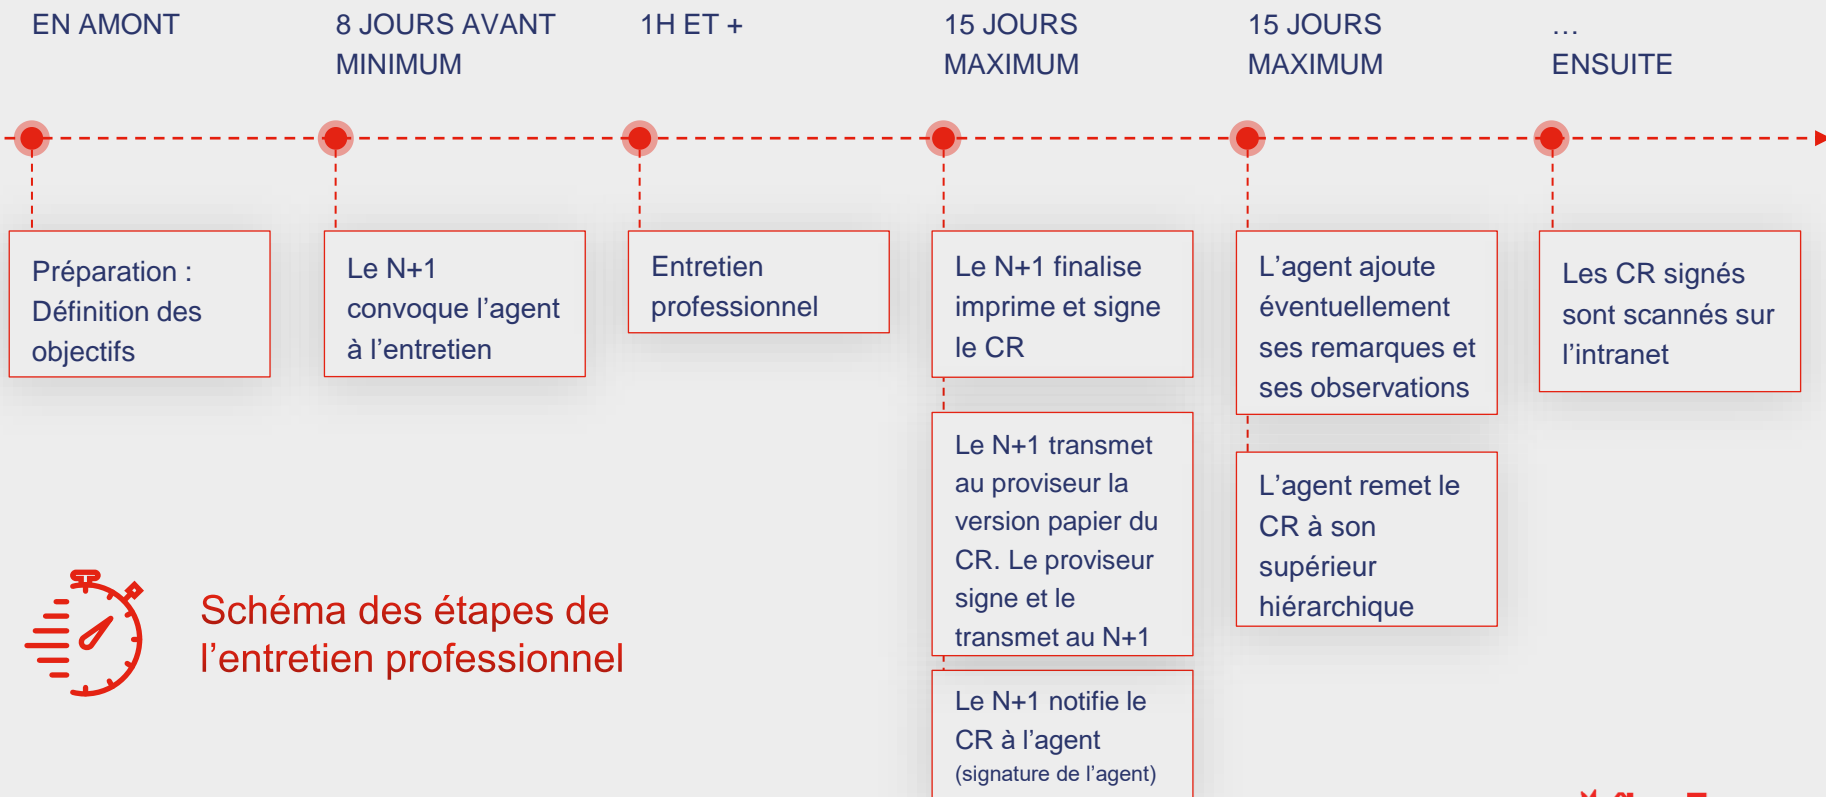 EN AMONT
8 JOURS AVANT
MINIMUM
1H ET +
15 JOURS
MAXIMUM
15 JOURS
MAXIMUM
…
ENSUITE
Préparation :
Définition des
objectifs
Le N+1
convoque l’agent
à l’entretien
Entretien
professionnel
Le N+1 finalise
imprime et signe
le CR
Le N+1 transmet
au proviseur la
version papier du
CR. Le proviseur
signe et le
transmet au N+1
Le N+1 notifie le
CR à l’agent
(signature de l’agent)
L’agent ajoute
éventuellement
ses remarques et
ses observations
L’agent remet le
CR à son
supérieur
hiérarchique
Les CR signés
sont scannés sur
l’intranet
Schéma des étapes de
l’entretien professionnel